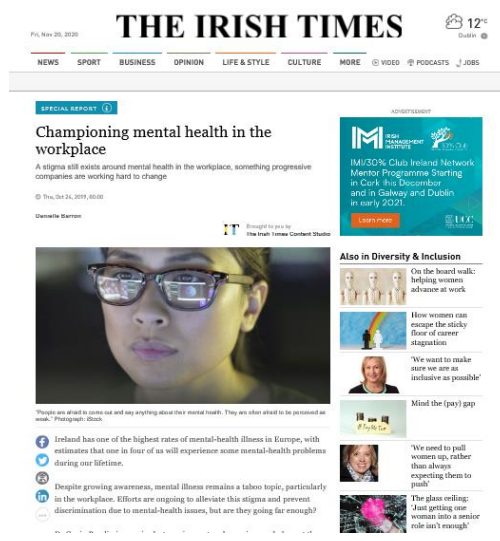 THE IRISH TIMES
Fri, Nov 20, 2020
12°C
Dublin
NEWS SPORT BUSINESS OPINION LIFE & STYLE CULTURE MORE VIDEO PODCASTS JOBS
SPECIAL REPORT
Championing mental health in the
workplace
A stigma still exists around mental health in the workplace, something progressive
companies are working hard to change
Thu, Oct 24, 2019, 00:00
Danielle Barron
IT
Brought to you by
The Irish Times Content Studio
'People are afraid to come out and say anything about their mental health. They are often afraid to be perceived as
weak.' Photograph: iStock
Ireland has one of the highest rates of mental-health illness in Europe, with
estimates that one in four of us will experience some mental-health problems
during our lifetime.
Despite growing awareness, mental illness remains a taboo topic, particularly
in the workplace. Efforts are ongoing to alleviate this stigma and prevent
discrimination due to mental-health issues, but are they going far enough?
ADVERTISEMENT
IMI
IRISH
MANAGEMENT
INSTITUTE
30% Club
IMI/30% Club Ireland Network
Mentor Programme Starting
in Cork this December
and in Galway and Dublin
in early 2021.
Learn more
UCC
Also in Diversity & Inclusion
On the board walk:
helping women
advance at work
How women can
escape the sticky
floor of career
stagnation
'We want to make
sure we are as
inclusive as possible'
Mind the (pay) gap
'We need to pull
women up, rather
than always
expecting them to
push'
The glass ceiling:
'Just getting one
woman into a senior
role isn't enough'